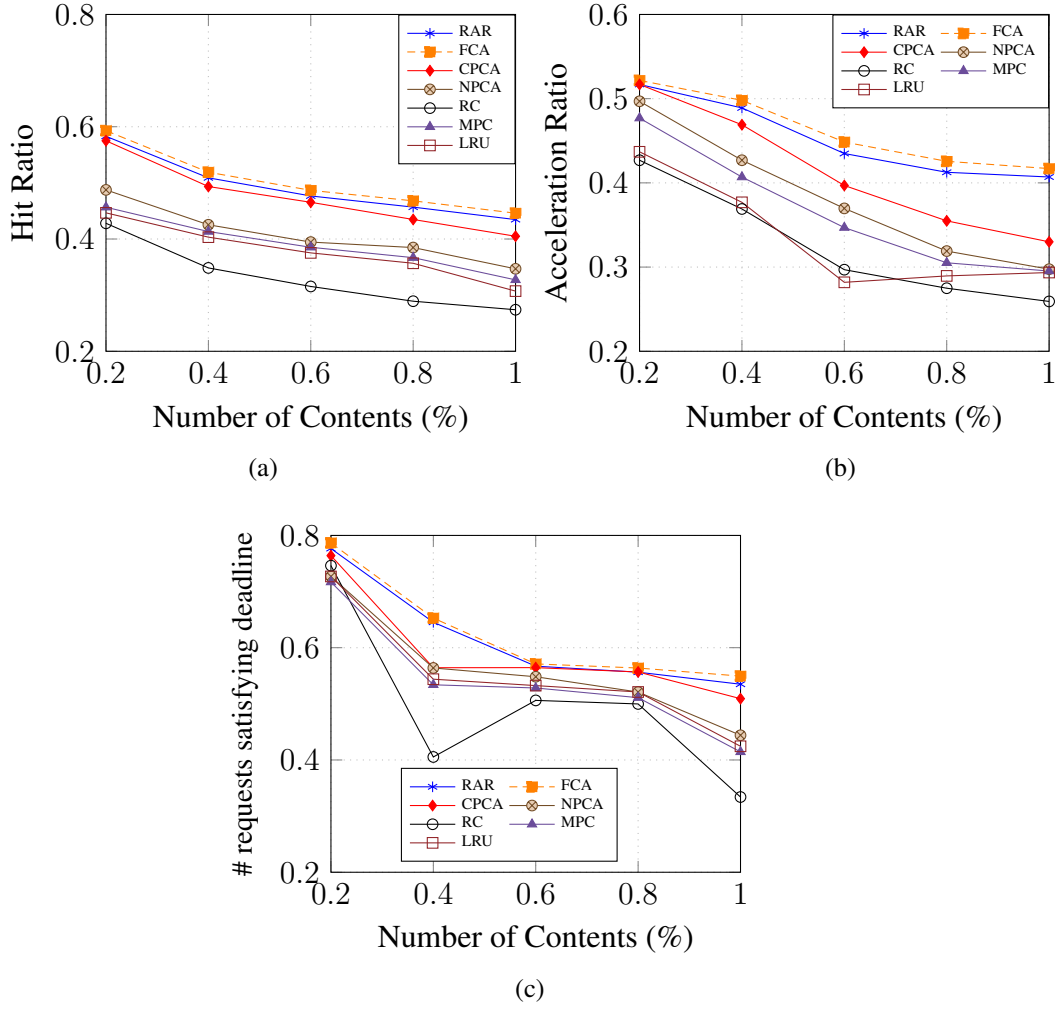 0.8
0.6
0.4
0.2
Hit Ratio
RAR
FCA
CPCA
NPCA
RC
MPC
LRU
0.2 0.4 0.6 0.8 1
Number of Contents (%)
(a)
0.6
0.5
0.4
0.3
0.2
Acceleration Ratio
RAR FCA
CPCA NPCA
RC MPC
LRU
0.2 0.4 0.6 0.8 1
Number of Contents (%)
(b)
0.8
0.6
0.4
0.2
# requests satisfying deadline
RAR FCA
CPCA NPCA
RC MPC
LRU
0.2 0.4 0.6 0.8 1
Number of Contents (%)
(c)